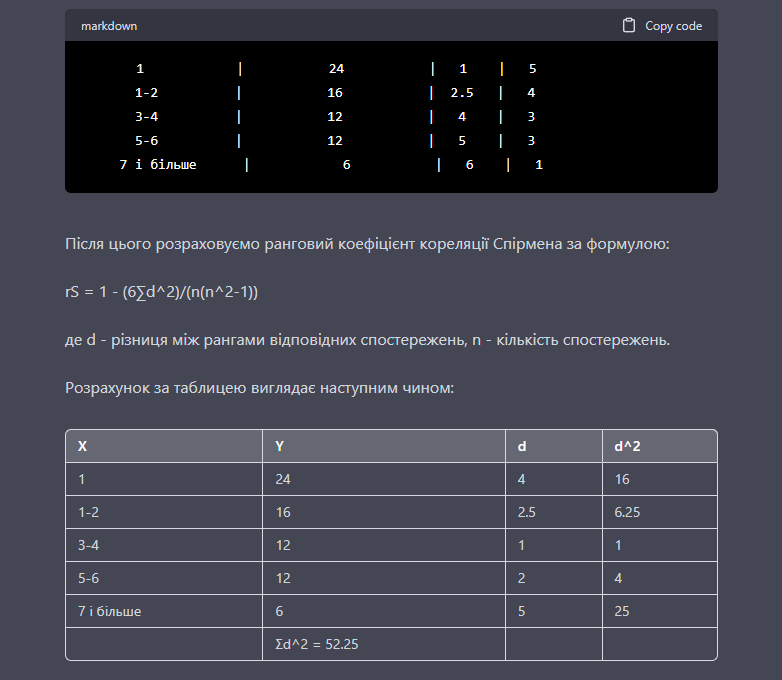 markdown Copy code
1 | 24 | 1 | 5
1-2 | 16 | 2.5 | 4
3-4 | 12 | 4 | 3
5-6 | 12 | 5 | 3
7 і більше | 6 | 6 | 1
Після цього розраховуємо ранговий коефіцієнт кореляції Спірмена за формулою:
rS = 1 - (6∑d^2)/(n(n^2-1))
де d - різниця між рангами відповідних спостережень, n - кількість спостережень.
Розрахунок за таблицею виглядає наступним чином:
X Y d d^2
1 24 4 16
1-2 16 2.5 6.25
3-4 12 1 1
5-6 12 2 4
7 і більше 6 5 25
Σd^2 = 52.25